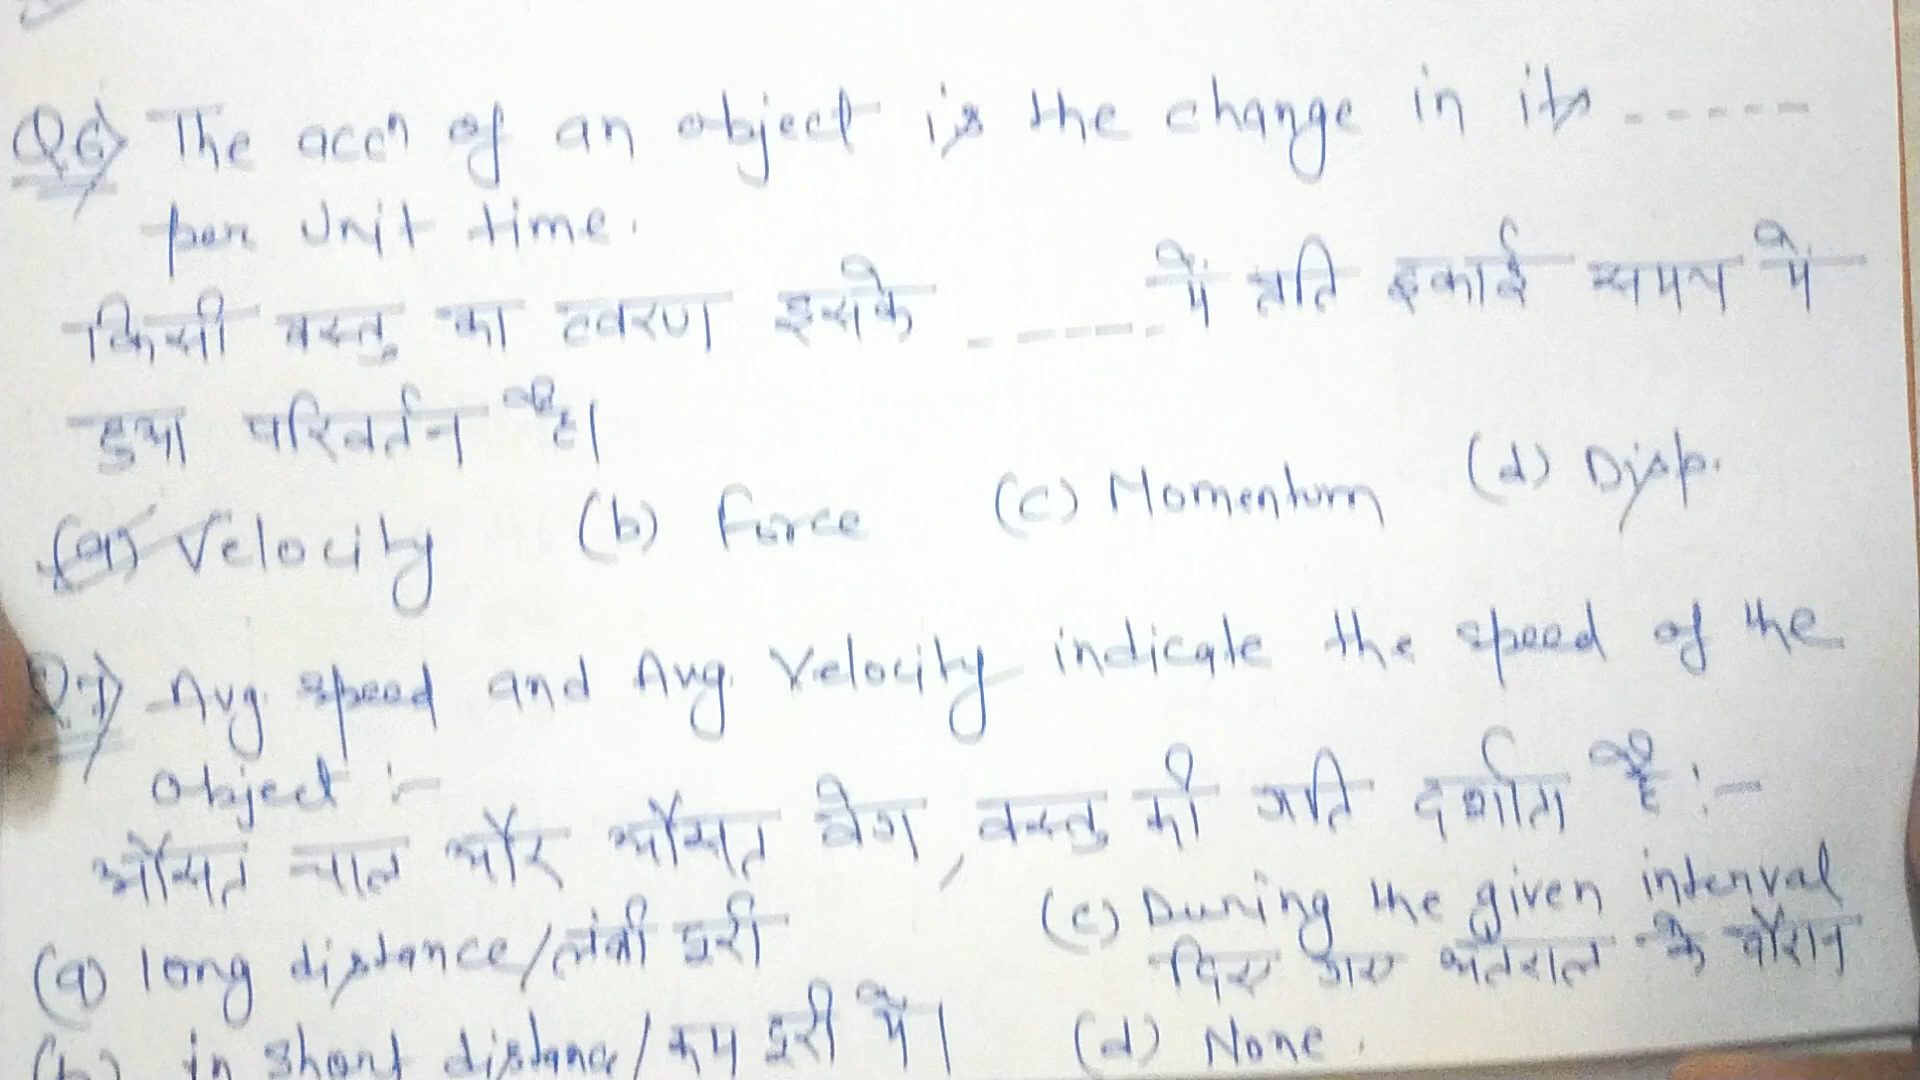 Q6) The accn of an object is the change in its ------
per unit time.
किसी वस्तु का त्वरण इसके ------ में प्रति इकाई समय में
हुआ परिवर्तन है।
(a) Velocity (b) Force (c) Momentum (d) Disp.
Q.7) Avg. speed and Avg. Velocity indicate the speed of the
object :-
औसत चाल और औसत वेग, वस्तु की गति दर्शाता है :-
(a) long distance/लंबी दूरी
(c) During the given interval
दिए गए अंतराल के दौरान
(b) in short distance/कम दूरी में।
(d) None.